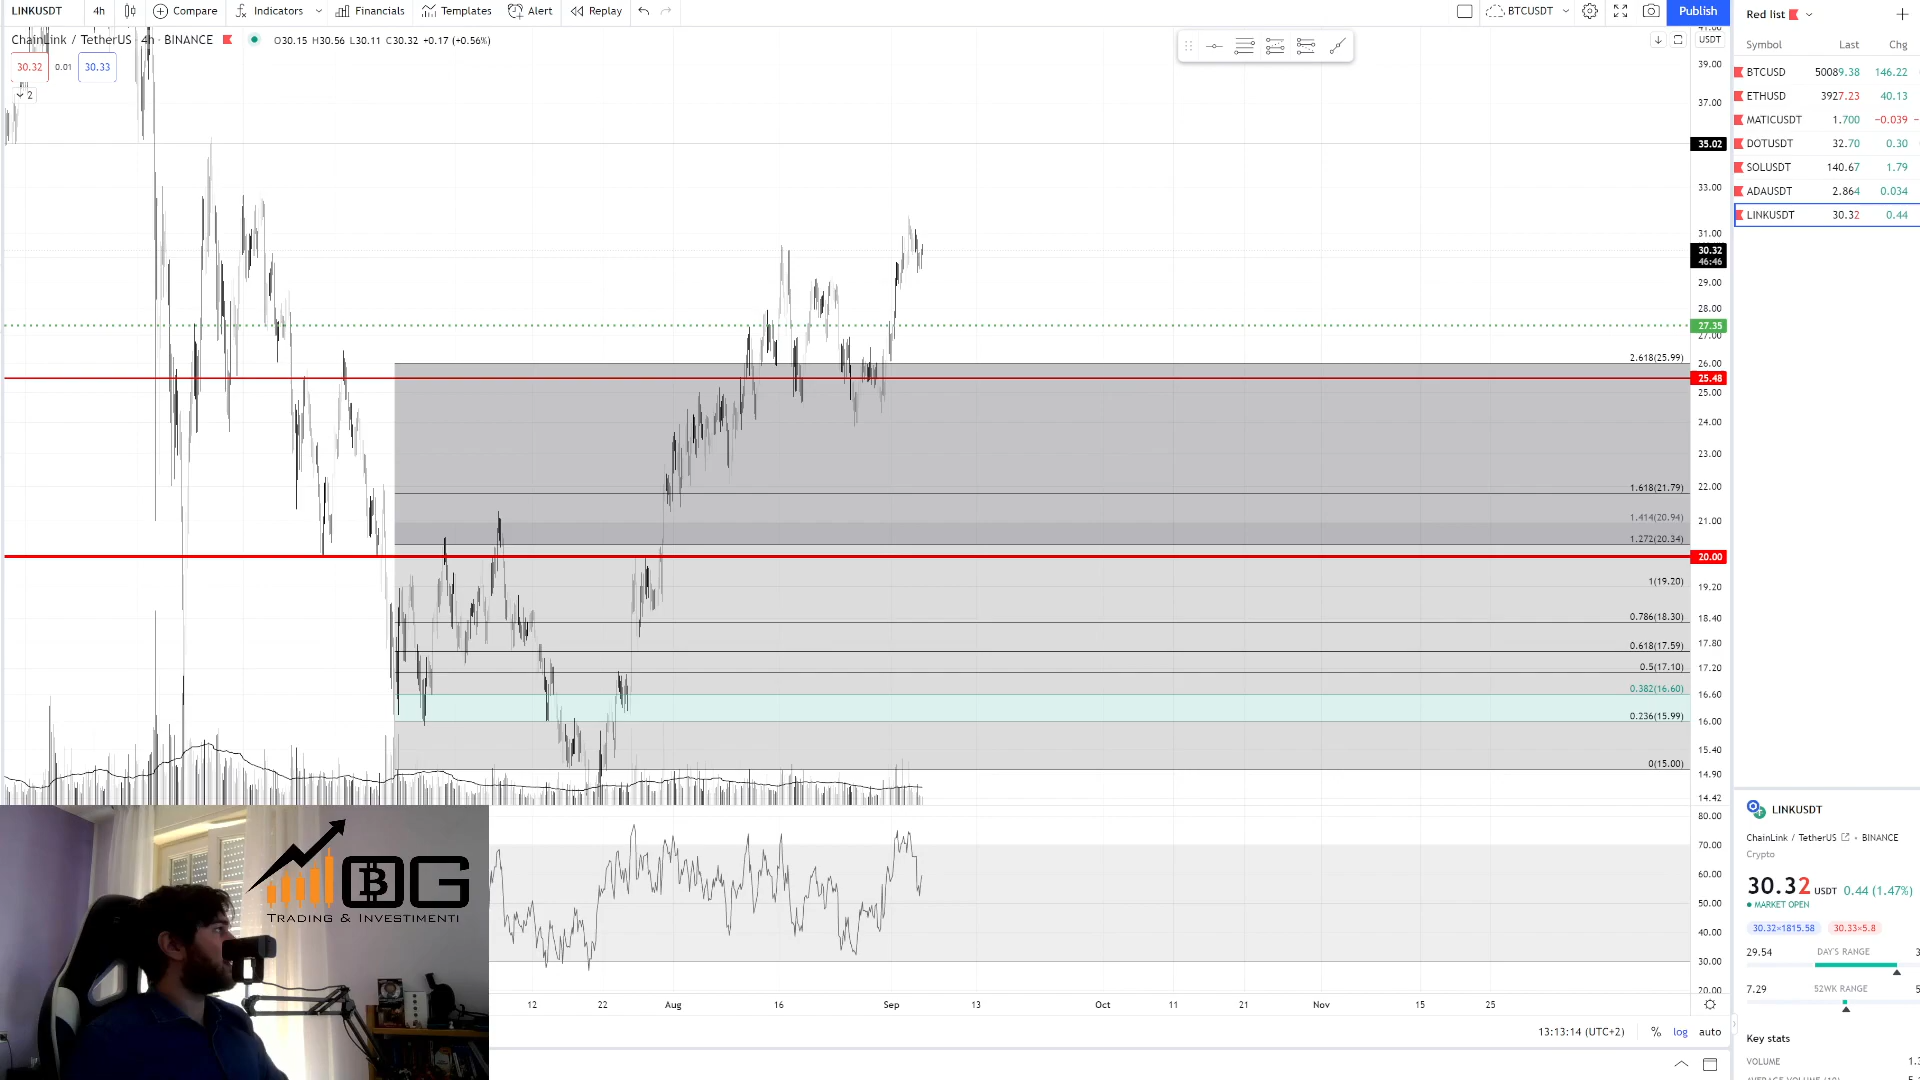 LINKUSDT 4h Compare Indicators Financials Templates Alert Replay BTCUSDT Publish
Red list
ChainLink / TetherUS · 4h · BINANCE O30.15 H30.56 L30.11 C30.32 +0.17 (+0.56%)
USDT
30.32 0.01 30.33
2
Symbol Last Chg
BTCUSD 50089.38 146.22
ETHUSD 3927.23 40.13
MATICUSDT 1.700 −0.039
DOTUSDT 32.70 0.30
SOLUSDT 140.67 1.79
ADAUSDT 2.864 0.034
LINKUSDT 30.32 0.44
41.00
39.00
37.00
35.02
33.00
31.00
30.32
46:46
29.00
28.00
27.35
27.00
2.618(25.99) 26.00
25.48
25.00
24.00
23.00
22.00
1.618(21.79)
1.414(20.94) 21.00
1.272(20.34)
20.00
1(19.20) 19.20
0.786(18.30) 18.40
0.618(17.59) 17.80
0.5(17.10) 17.20
0.382(16.60) 16.60
0.236(15.99) 16.00
15.40
0(15.00)
14.90
14.42
80.00
70.00
60.00
50.00
40.00
30.00
20.00
BOG
TRADING & INVESTIMENTI
12 22 Aug 16 Sep 13 Oct 11 21 Nov 15 25
13:13:14 (UTC+2) % log auto
LINKUSDT
ChainLink / TetherUS • BINANCE
Crypto
30.32 USDT 0.44 (1.47%)
MARKET OPEN
30.32×1815.58 30.33×5.8
29.54 DAY'S RANGE
7.29 52WK RANGE
Key stats
VOLUME